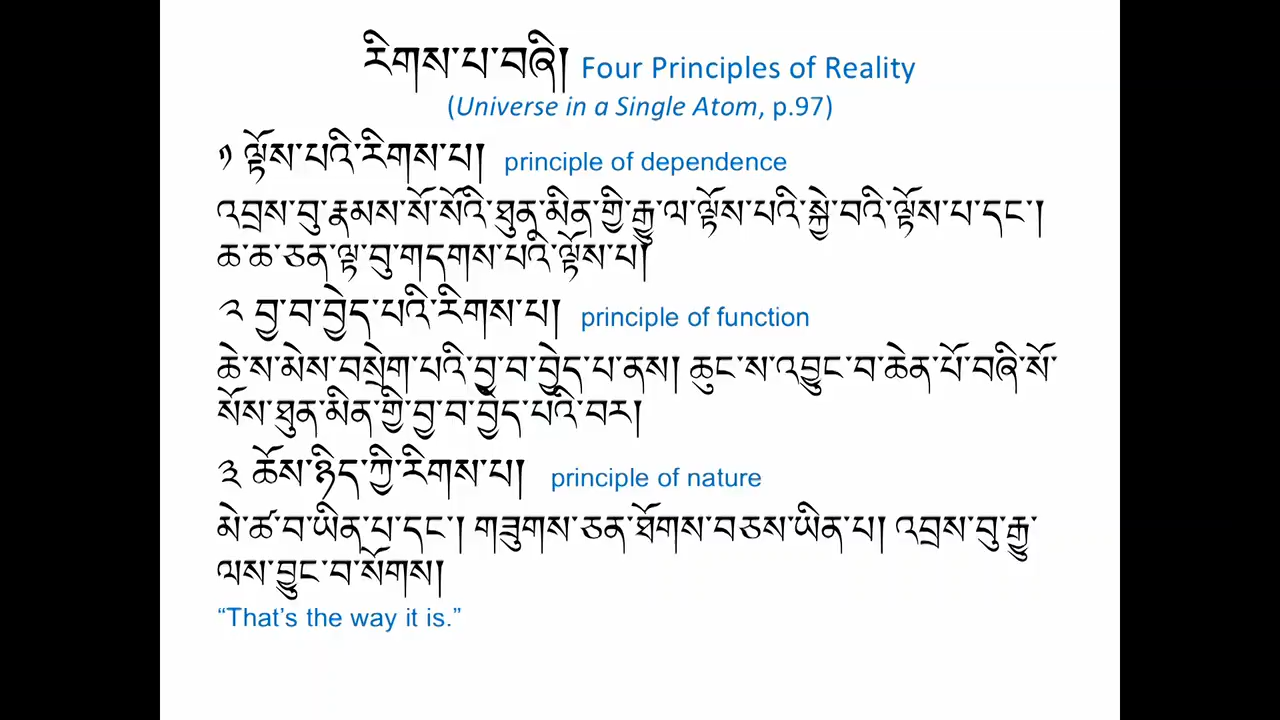 རིགས་པ་བཞི། Four Principles of Reality
(Universe in a Single Atom, p.97)
༡ ལྟོས་པའི་རིགས་པ། principle of dependence
འབྲས་བུ་རྣམས་སོ་སོའི་ཐུན་མིན་གྱི་རྒྱུ་ལ་ལྟོས་པའི་སྐྱེ་བའི་ལྟོས་པ་དང་།
ཆ་ཆ་ཅན་ལྟ་བུ་གདགས་པའི་ལྟོས་པ།
༢ བྱ་བ་བྱེད་པའི་རིགས་པ། principle of function
ཆེ་ས་མེས་བསྲེག་པའི་བྱ་བ་བྱེད་པ་ནས། ཆུང་ས་འབྱུང་བ་ཆེན་པོ་བཞི་སོ་
སོས་ཐུན་མིན་གྱི་བྱ་བ་བྱེད་པའི་བར།
༣ ཆོས་ཉིད་ཀྱི་རིགས་པ། principle of nature
མེ་ཚ་བ་ཡིན་པ་དང་། གཟུགས་ཅན་ཐོགས་བཅས་ཡིན་པ། འབྲས་བུ་རྒྱུ་
ལས་བྱུང་བ་སོགས།
“That’s the way it is.”